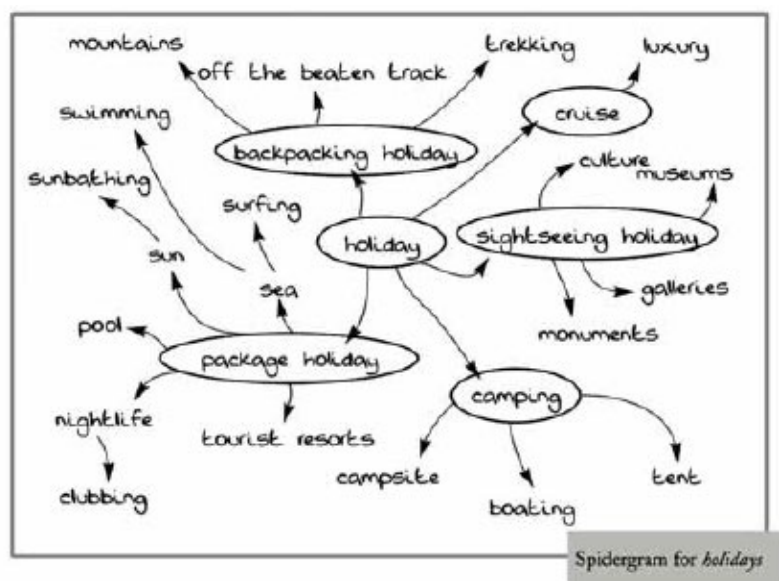 mountains
off the beaten track
trekking
luxury
swimming
cruise
backpacking holiday
culture
museums
sunbathing
surfing
holiday
sightseeing holiday
sun
sea
galleries
pool
monuments
package holiday
camping
nightlife
tourist resorts
campsite
tent
clubbing
boating
Spidergram for holidays